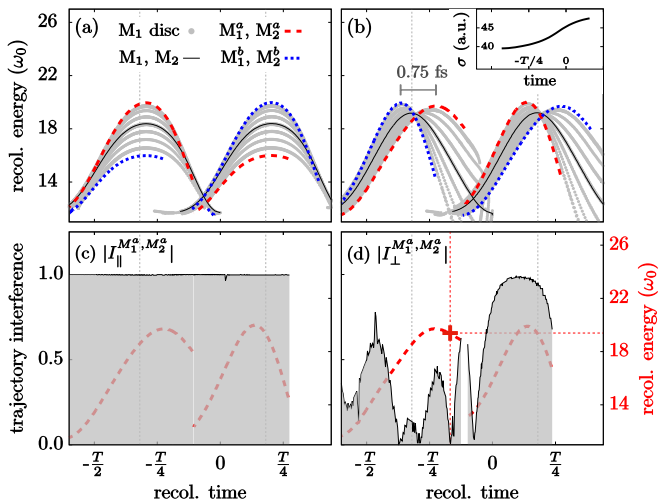 (a)
M₁ disc
M₁ᵃ, M₂ᵃ
M₁, M₂
M₁ᵇ, M₂ᵇ
recol. energy (ω₀)
22
18
14
(b)
0.75 fs
σ (a.u.)
45
40
−T/4
0
time
(c) |I∥^{M₁ᵃ,M₂ᵃ}|
trajectory interference
1.0
0.5
0.0
−T/2
−T/4
0
T/4
recol. time
(d) |I⊥^{M₁ᵃ,M₂ᵃ}|
26
22
18
14
recol. energy (ω₀)
−T/2
−T/4
0
T/4
recol. time